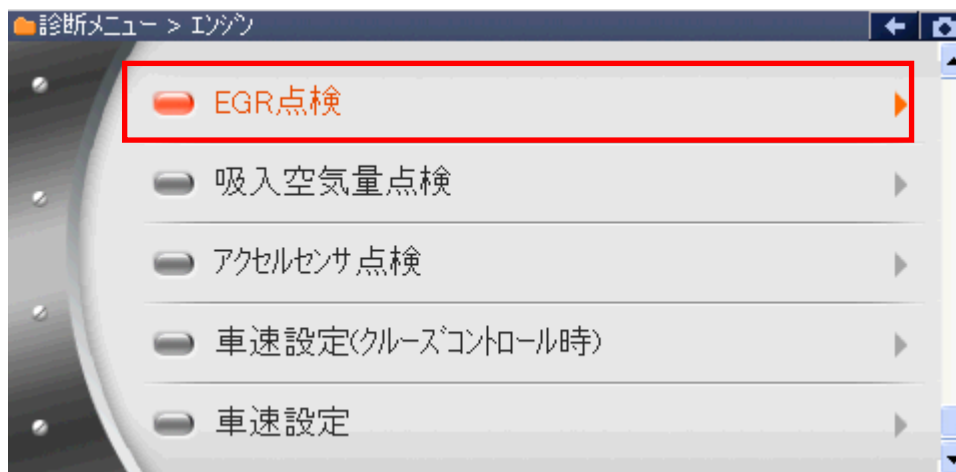 診断メニュー > エンジン
EGR点検
吸入空気量点検
アクセルセンサ点検
車速設定(クルーズコントロール時)
車速設定